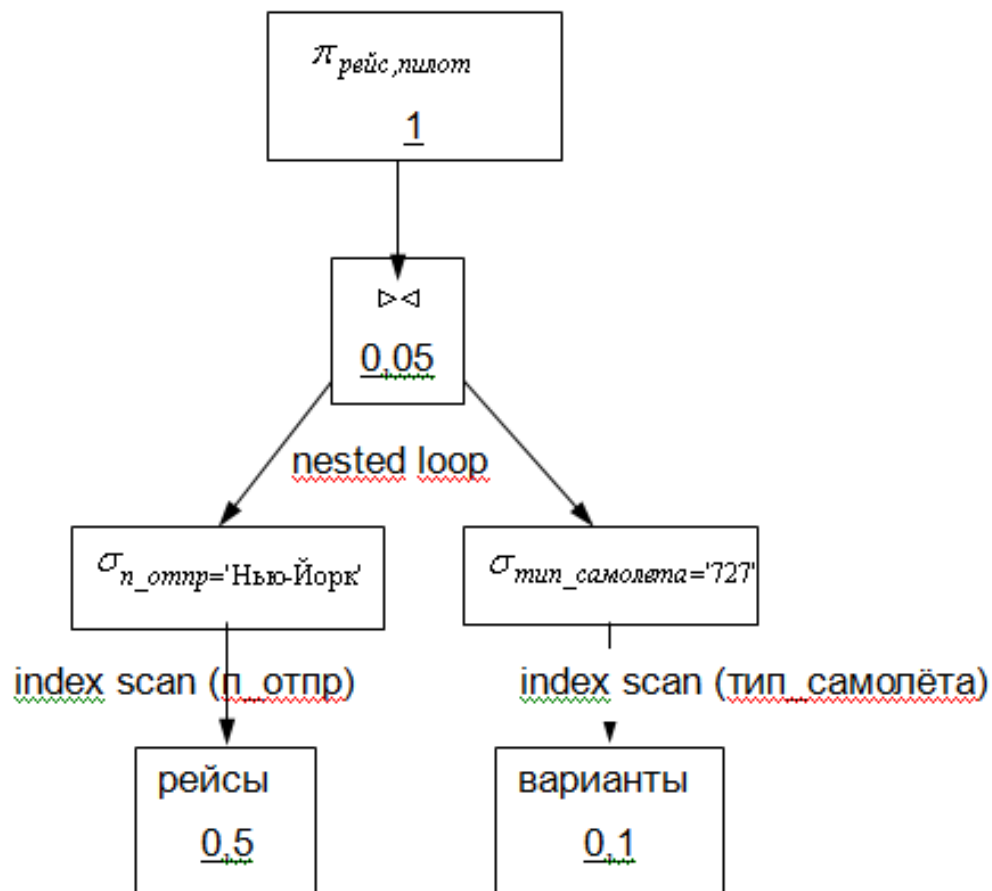 π рейс,пилот
1
⋈
0,05
nested loop
σ п_отпр='Нью-Йорк'
σ тип_самолета='727'
index scan (п_отпр)
index scan (тип_самолёта)
рейсы
0,5
варианты
0,1